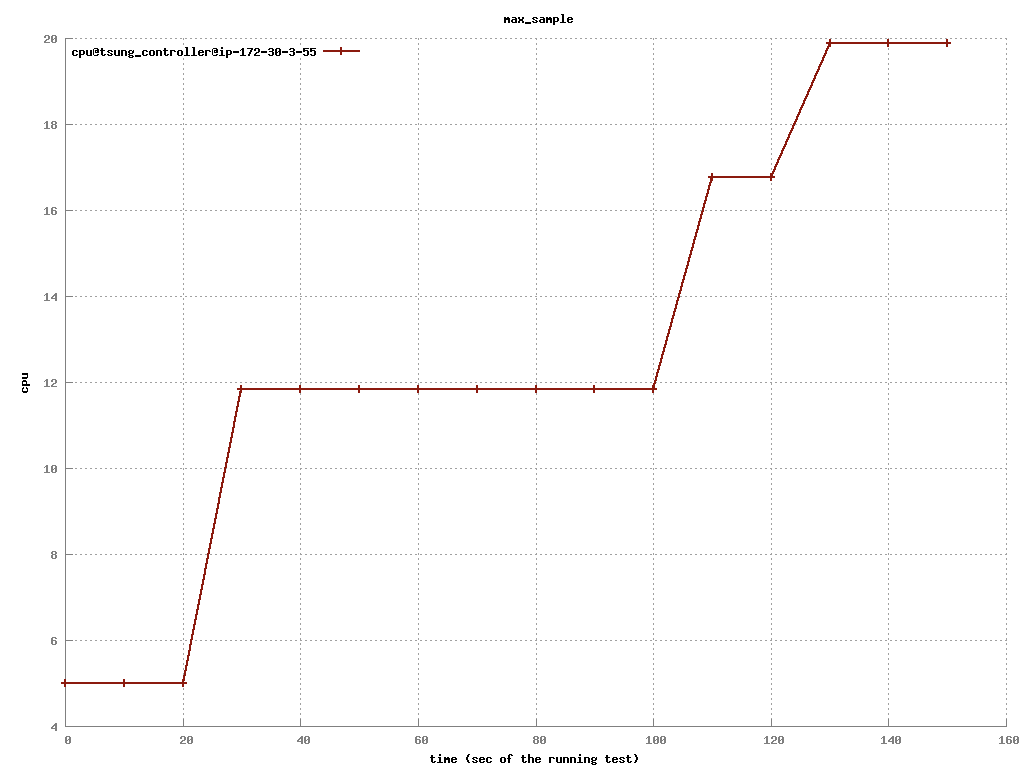 max_sample
cpu@tsung_controller@ip-172-30-3-55
20
18
16
14
12
10
8
6
4
cpu
0 20 40 60 80 100 120 140 160
time (sec of the running test)